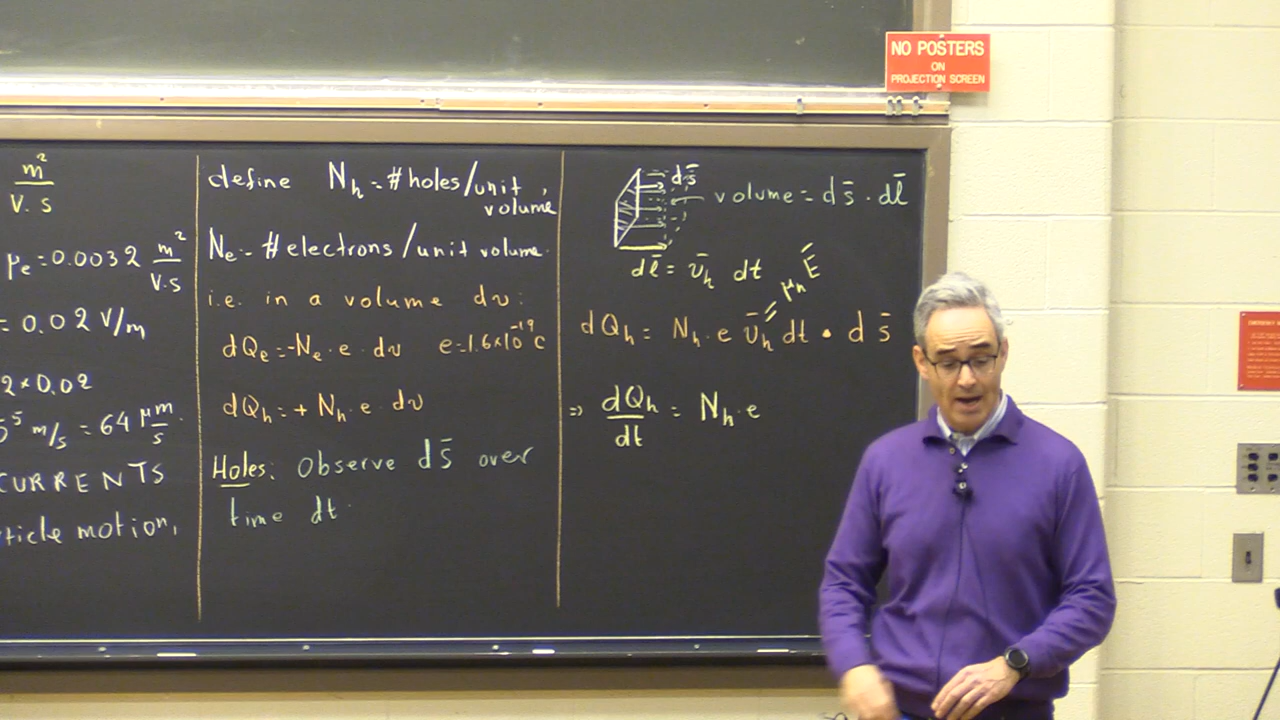 NO POSTERS
ON
PROJECTION SCREEN
m²
V.s
μe = 0.0032 m²/V.s
= 0.02 V/m
2 × 0.02
5⁵ m/s = 64 μm/s.
CURRENTS
ticle motion,
define Nh = # holes/unit volume,
Ne = # electrons/unit volume.
i.e. in a volume dv:
dQe = -Ne · e · dv e=1.6×10⁻¹⁹C
dQh = + Nh · e dv
Holes: Observe ds̄ over
time dt.
ds̄
volume = ds̄ · dl̄
dl̄ = v̄h dt
μh Ē
dQh = Nh · e v̄h dt · ds̄
⇒ dQh/dt = Nh · e